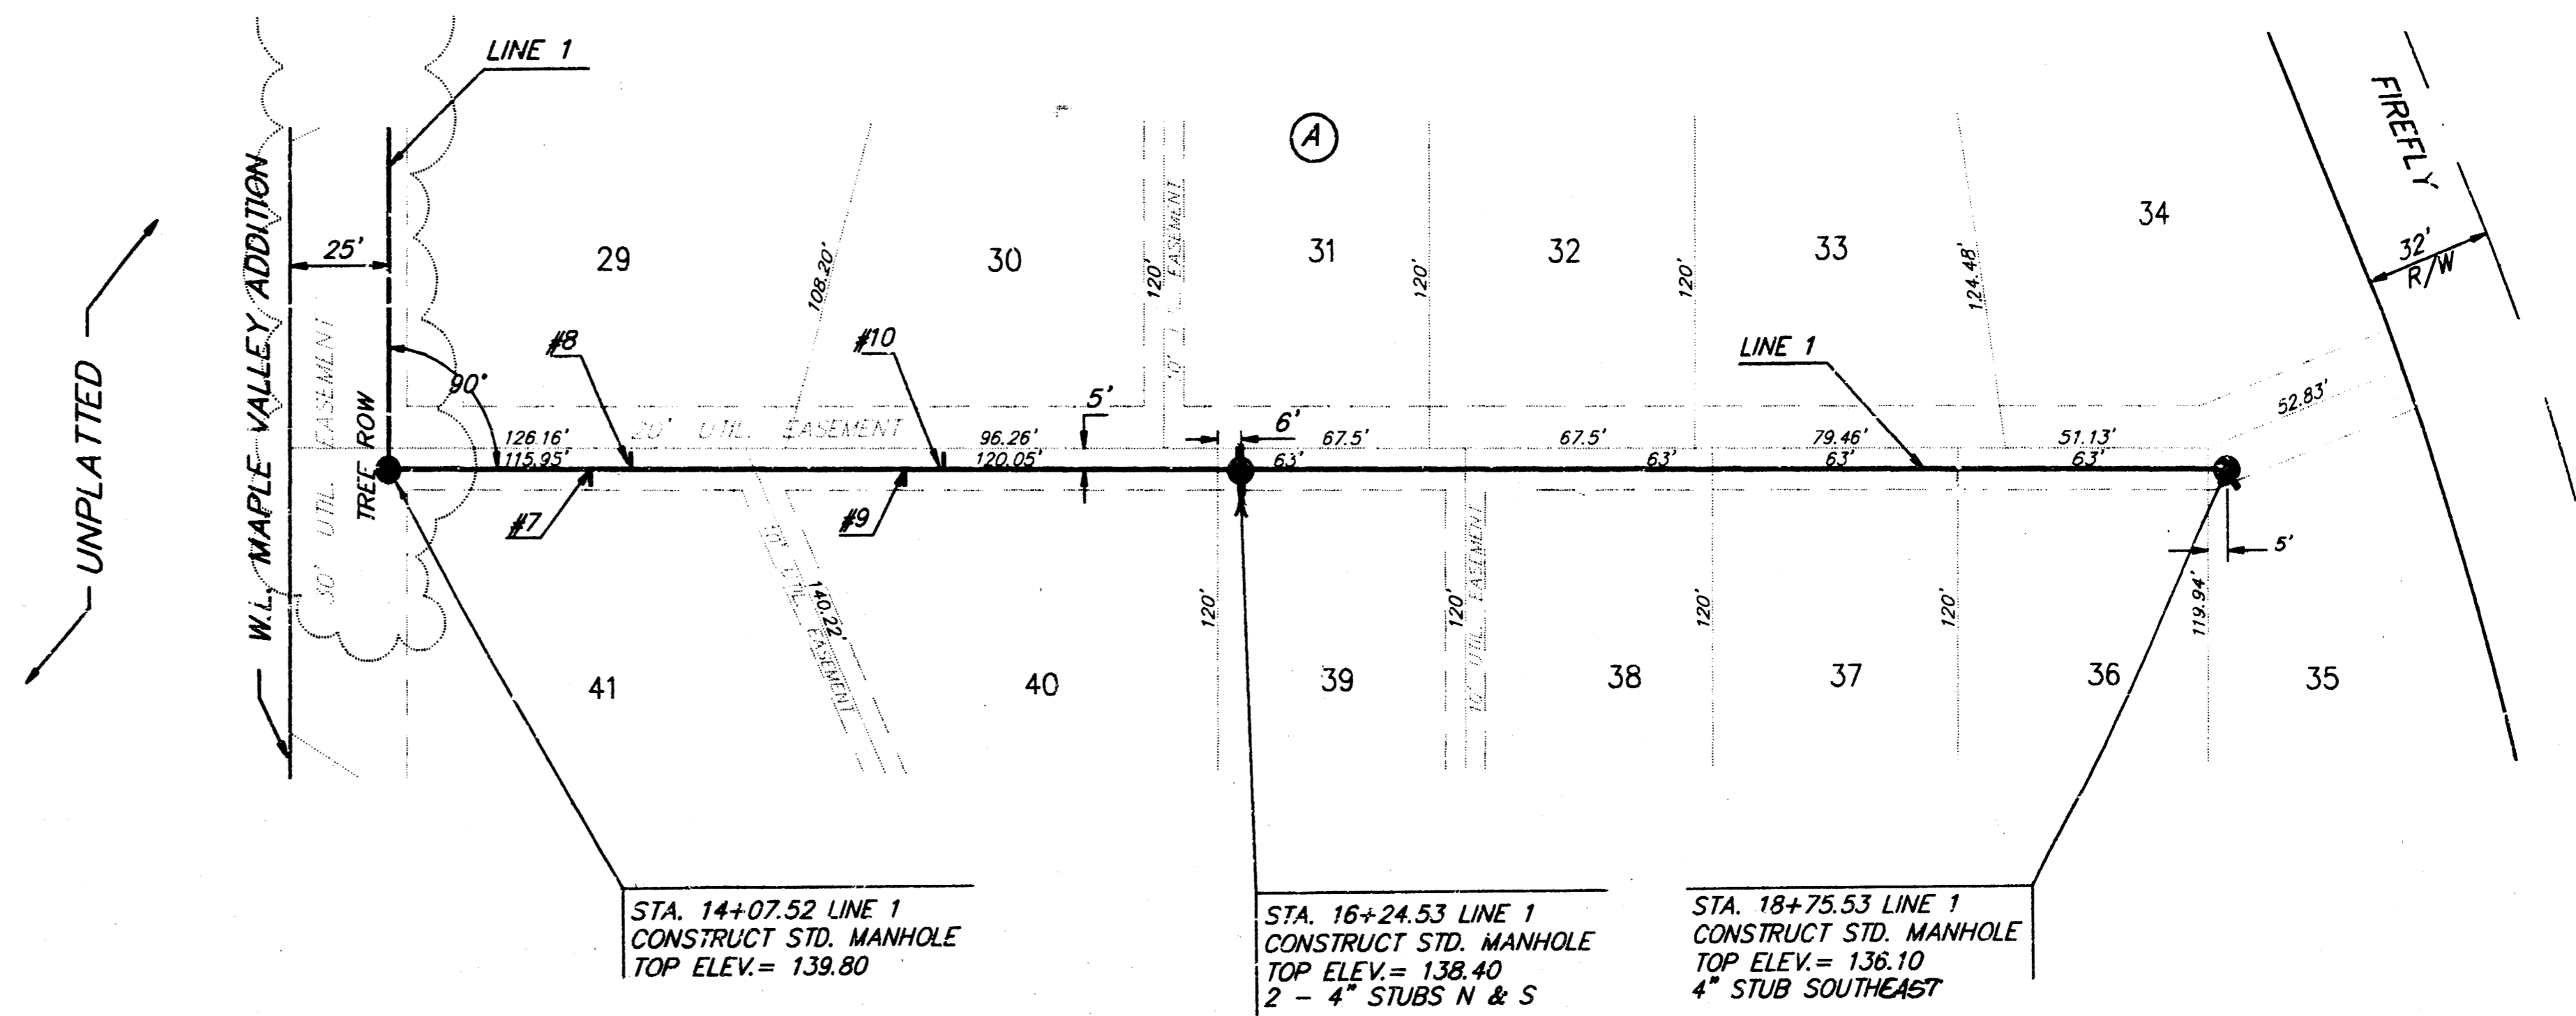 LINE 1
FIREFLY
A
34
W.L. MAPLE VALLEY ADDITION
25'
29
30
31
32
33
32'
R/W
120'
10' UTIL. EASEMENT
120'
120'
108.20'
124.48'
UNPLATTED
30' UTIL. EASEMENT
TREE ROW
90°
#8
#10
LINE 1
5'
6'
52.83'
126.16'
20' UTIL. EASEMENT
96.26'
67.5'
67.5'
79.46'
51.13'
115.95'
120.05'
63'
63'
63'
63'
#7
#9
5'
10' UTIL. EASEMENT
140.22'
120'
120'
10' UTIL. EASEMENT
120'
120'
119.94'
41
40
39
38
37
36
35
STA. 14+07.52 LINE 1
CONSTRUCT STD. MANHOLE
TOP ELEV.= 139.80
STA. 16+24.53 LINE 1
CONSTRUCT STD. MANHOLE
TOP ELEV.= 138.40
2 - 4" STUBS N & S
STA. 18+75.53 LINE 1
CONSTRUCT STD. MANHOLE
TOP ELEV.= 136.10
4" STUB SOUTHEAST